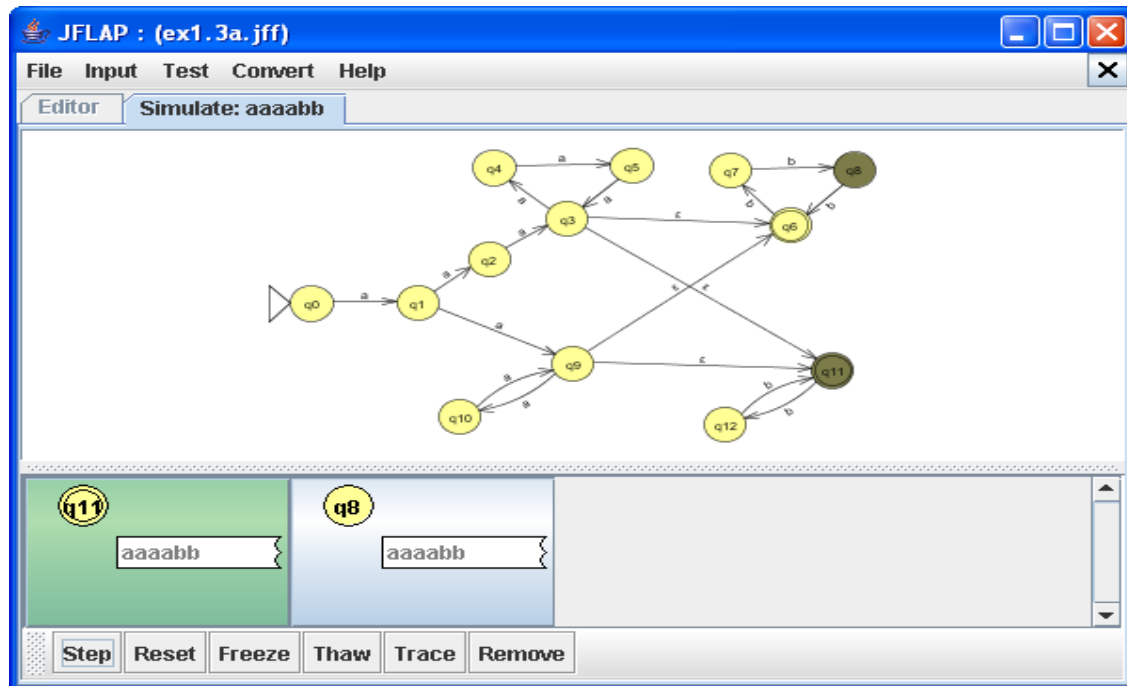 JFLAP : (ex1.3a.jff)
File Input Test Convert Help
Editor Simulate: aaaabb
q4 a q5 q7 b q8
a a b b
q3 ε q6
a
q2
a ε ε
q0 a q1
a
q9 ε q11
a a b b
q10 q12
q11 q8
aaaabb aaaabb
Step Reset Freeze Thaw Trace Remove